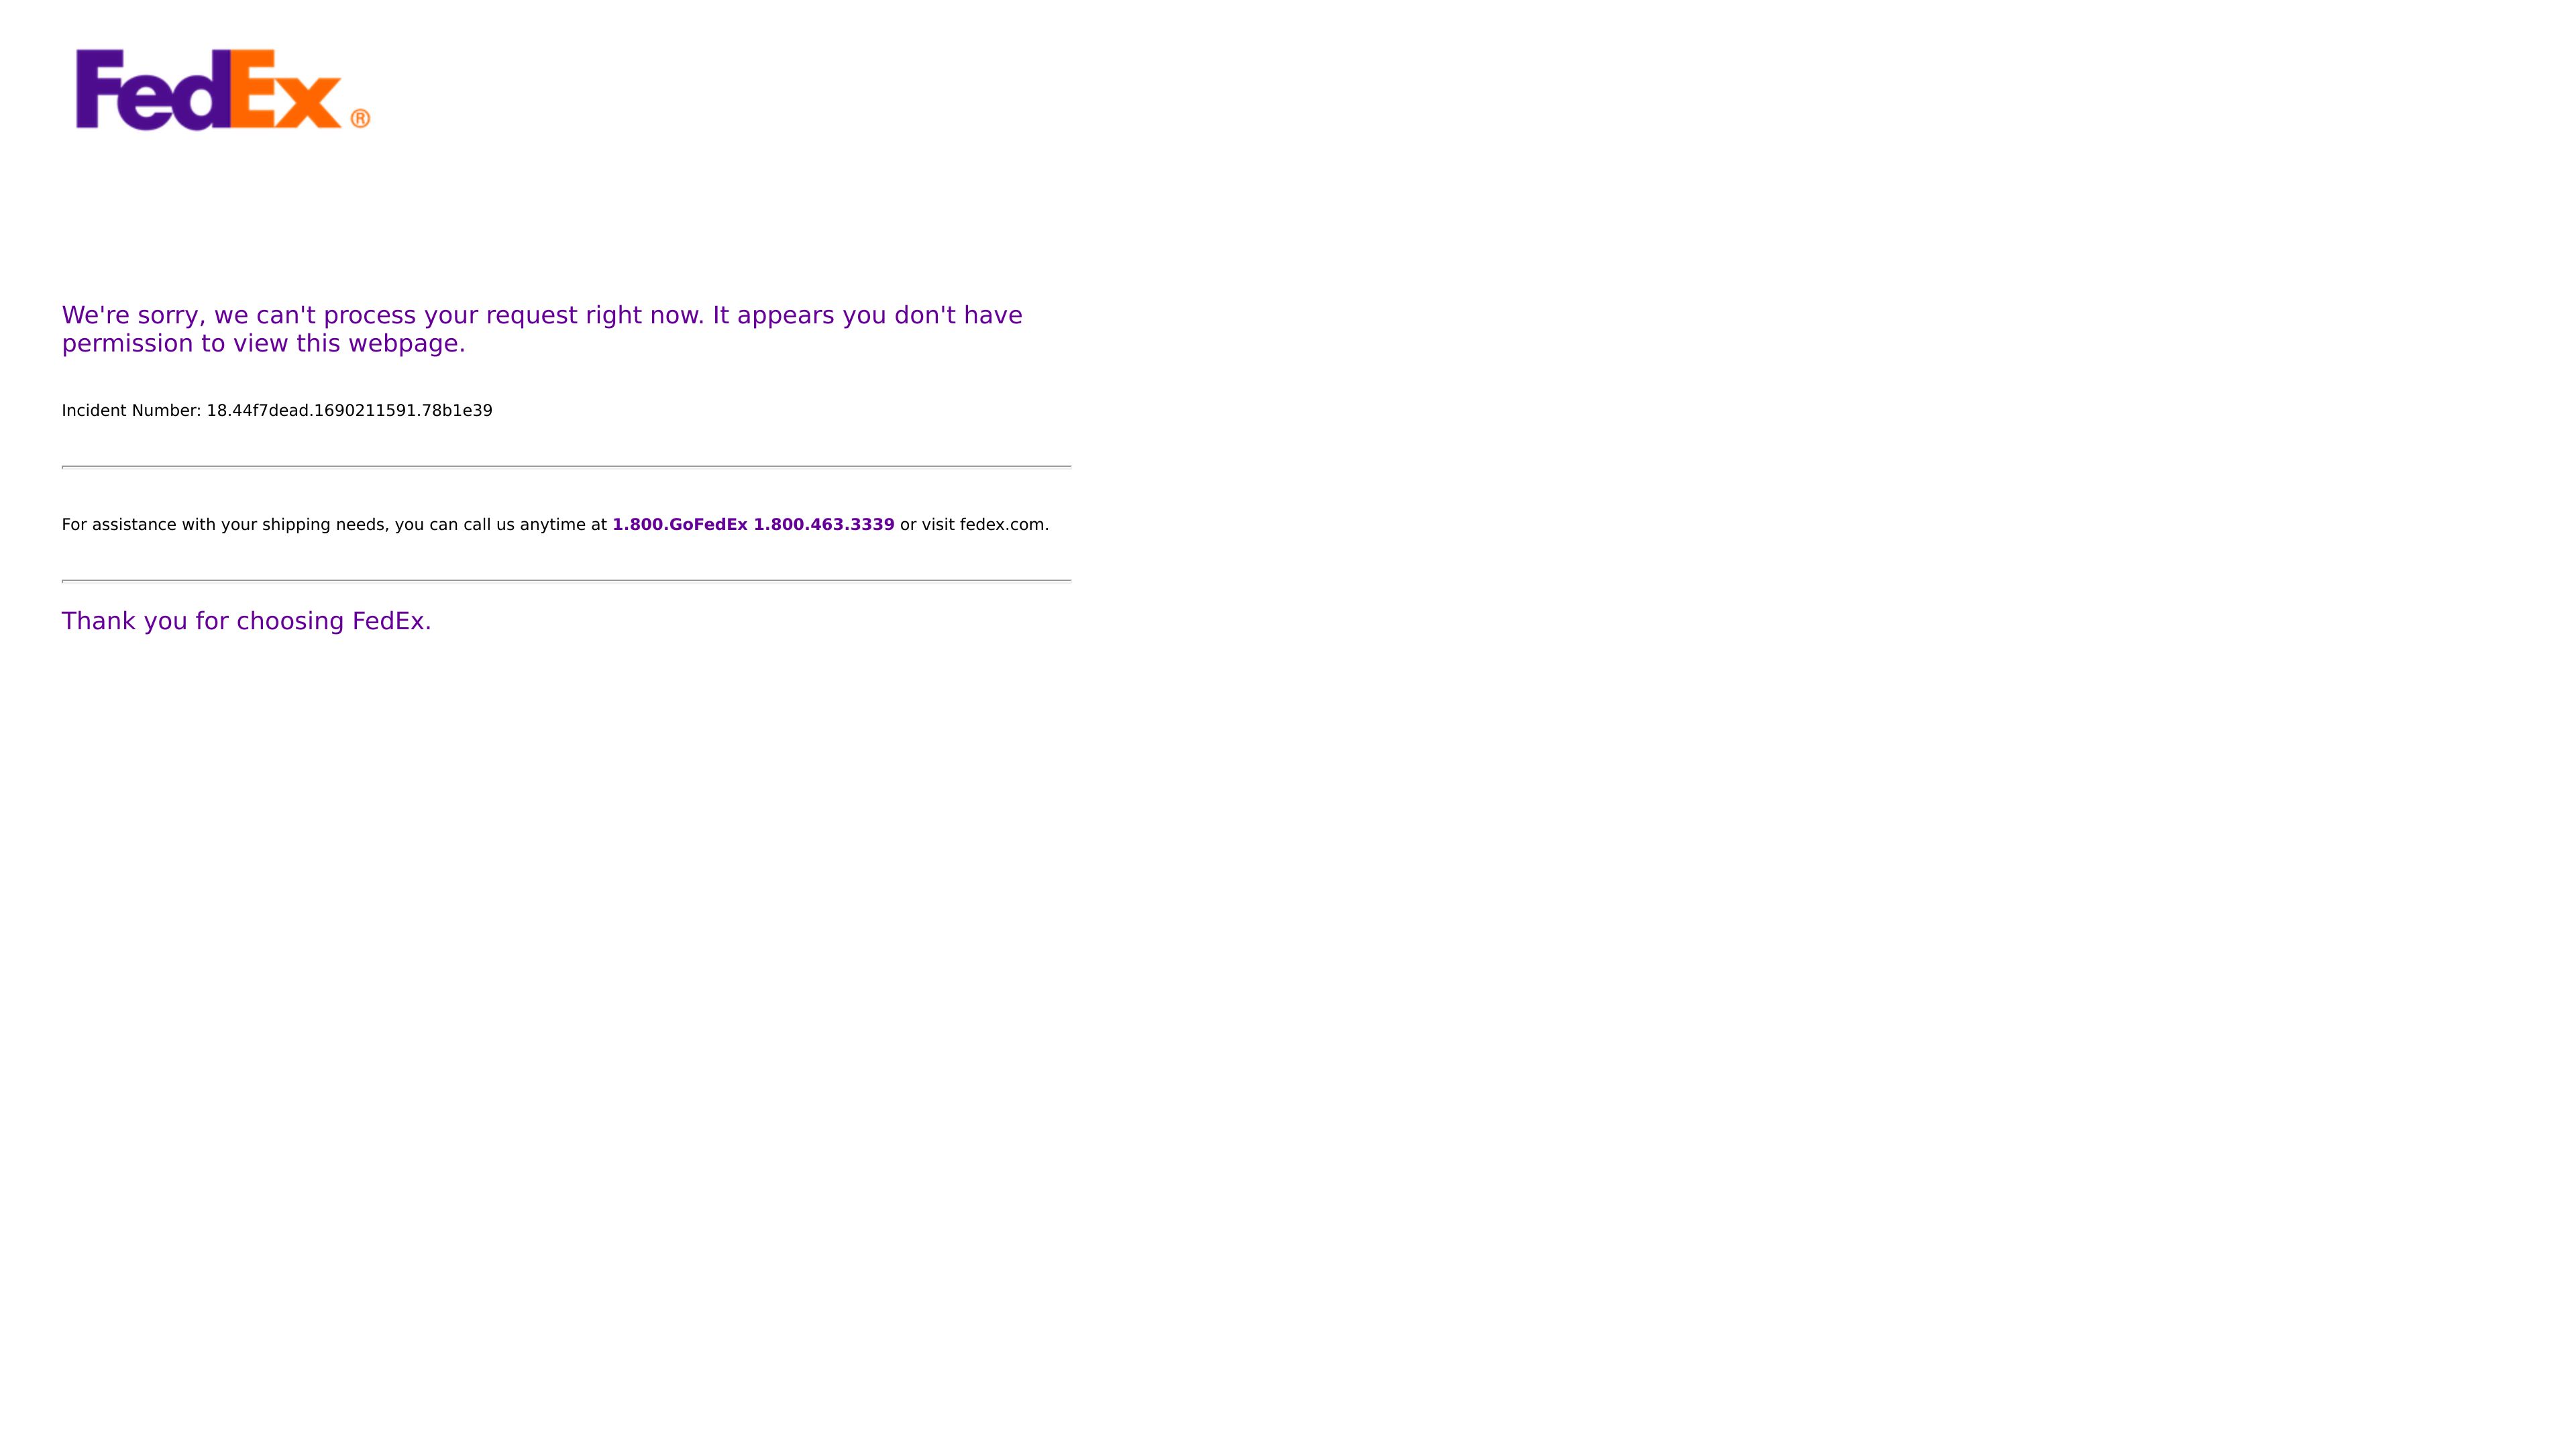 FedEx ®
We're sorry, we can't process your request right now. It appears you don't have
permission to view this webpage.
Incident Number: 18.44f7dead.1690211591.78b1e39
For assistance with your shipping needs, you can call us anytime at 1.800.GoFedEx 1.800.463.3339 or visit fedex.com.
Thank you for choosing FedEx.